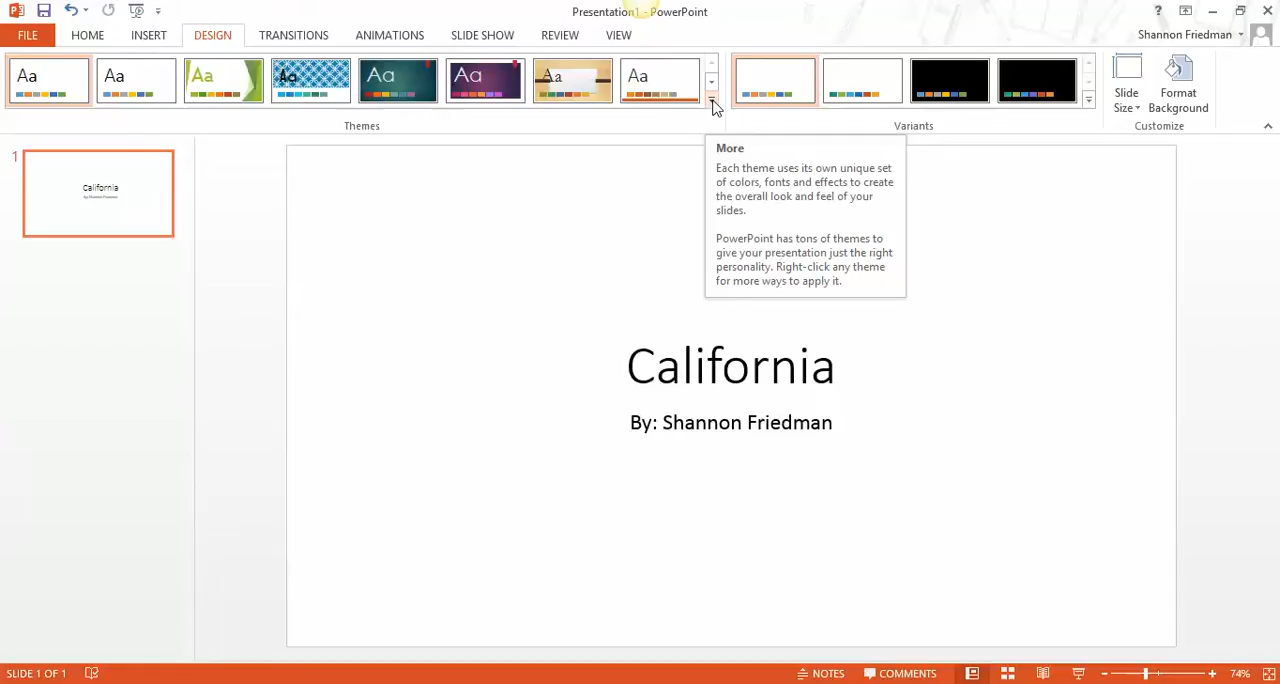 Presentation1 - PowerPoint
?
FILE HOME INSERT DESIGN TRANSITIONS ANIMATIONS SLIDE SHOW REVIEW VIEW Shannon Friedman
Aa Aa Aa Aa Aa Aa Aa Aa
Slide Size
Format Background
Themes Variants Customize
1
California
By: Shannon Friedman
More
Each theme uses its own unique set
of colors, fonts and effects to create
the overall look and feel of your
slides.
PowerPoint has tons of themes to
give your presentation just the right
personality. Right-click any theme
for more ways to apply it.
California
By: Shannon Friedman
SLIDE 1 OF 1 NOTES COMMENTS 74%